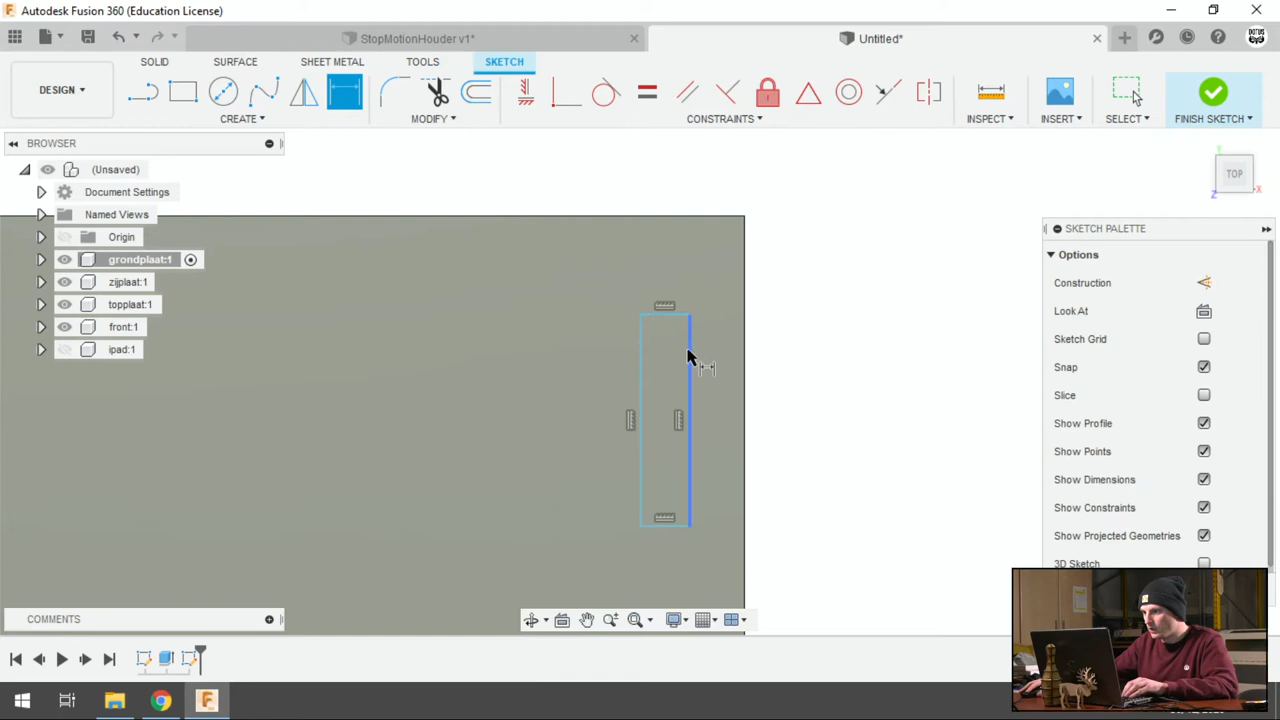 Autodesk Fusion 360 (Education License)
StopMotionHouder v1*
Untitled*
SOLID SURFACE SHEET METAL TOOLS SKETCH
DESIGN
CREATE MODIFY CONSTRAINTS INSPECT INSERT SELECT FINISH SKETCH
BROWSER
(Unsaved)
Document Settings
Named Views
Origin
grondplaat:1
zijplaat:1
topplaat:1
front:1
ipad:1
TOP
Y
X
Z
SKETCH PALETTE
Options
Construction
Look At
Sketch Grid
Snap
Slice
Show Profile
Show Points
Show Dimensions
Show Constraints
Show Projected Geometries
3D Sketch
COMMENTS